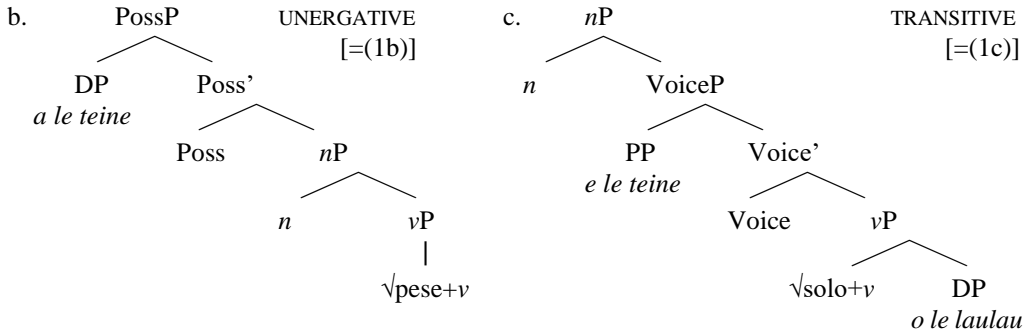 b. PossP UNERGATIVE c. nP TRANSITIVE
[=(1b)] [=(1c)]
DP Poss’ n VoiceP
a le teine
Poss nP PP Voice’
e le teine
n vP Voice vP
√pese+v √solo+v DP
o le laulau